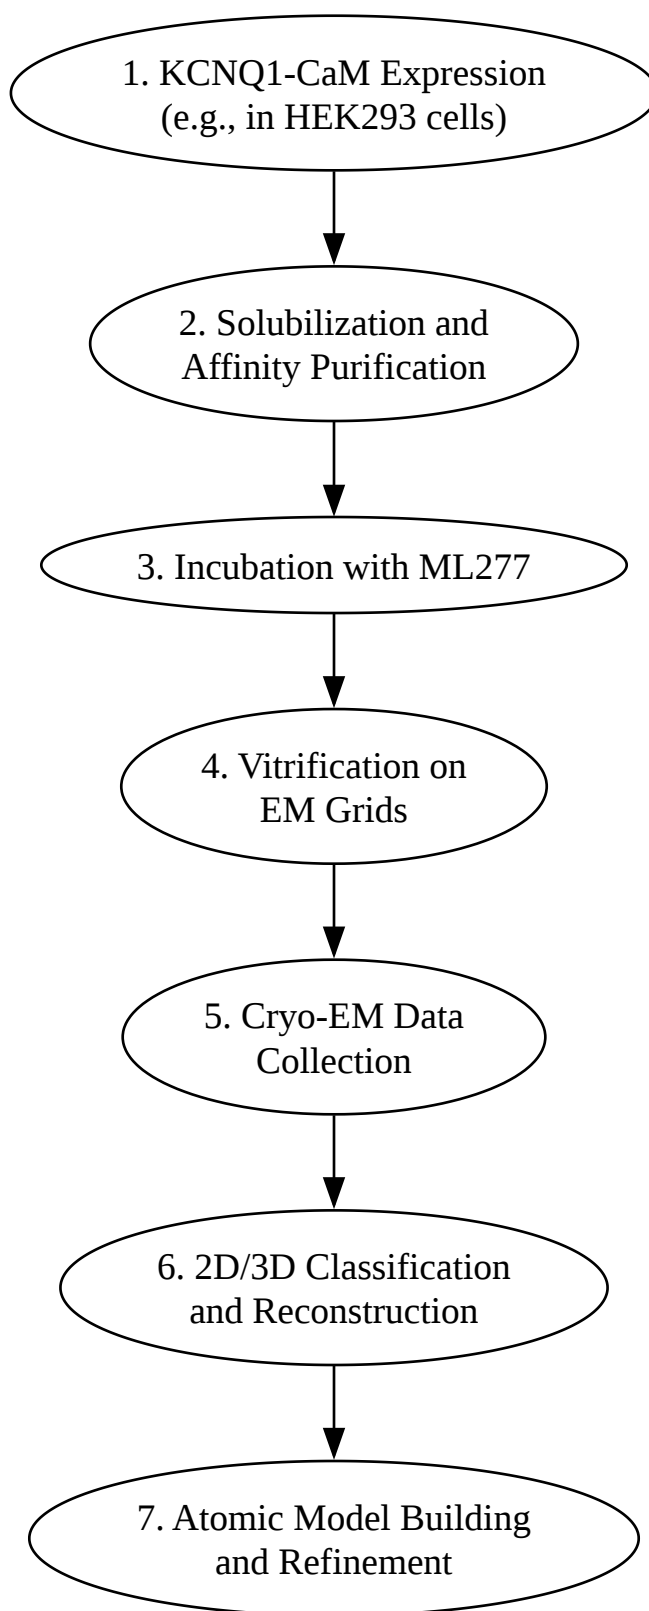 1. KCNQ1-CaM Expression
(e.g., in HEK293 cells)
2. Solubilization and
Affinity Purification
3. Incubation with ML277
4. Vitrification on
EM Grids
5. Cryo-EM Data
Collection
6. 2D/3D Classification
and Reconstruction
7. Atomic Model Building
and Refinement